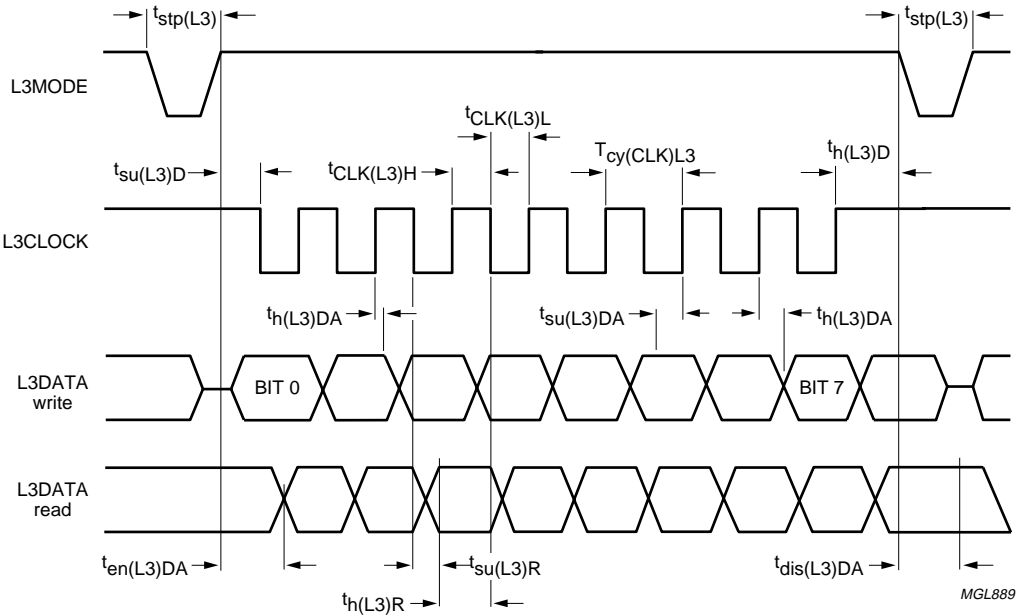 tstp(L3)
tstp(L3)
L3MODE
tCLK(L3)L
tsu(L3)D
tCLK(L3)H
Tcy(CLK)L3
th(L3)D
L3CLOCK
th(L3)DA
tsu(L3)DA
th(L3)DA
L3DATA
write
BIT 0
BIT 7
L3DATA
read
ten(L3)DA
tsu(L3)R
tdis(L3)DA
th(L3)R
MGL889